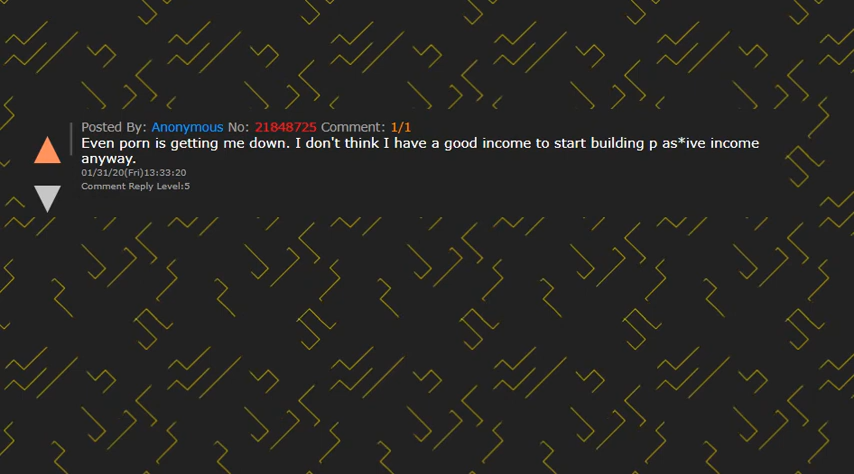 Posted By: Anonymous No: 21848725 Comment: 1/1
Even porn is getting me down. I don't think I have a good income to start building p as*ive income
anyway.
01/31/20(Fri)13:33:20
Comment Reply Level:5